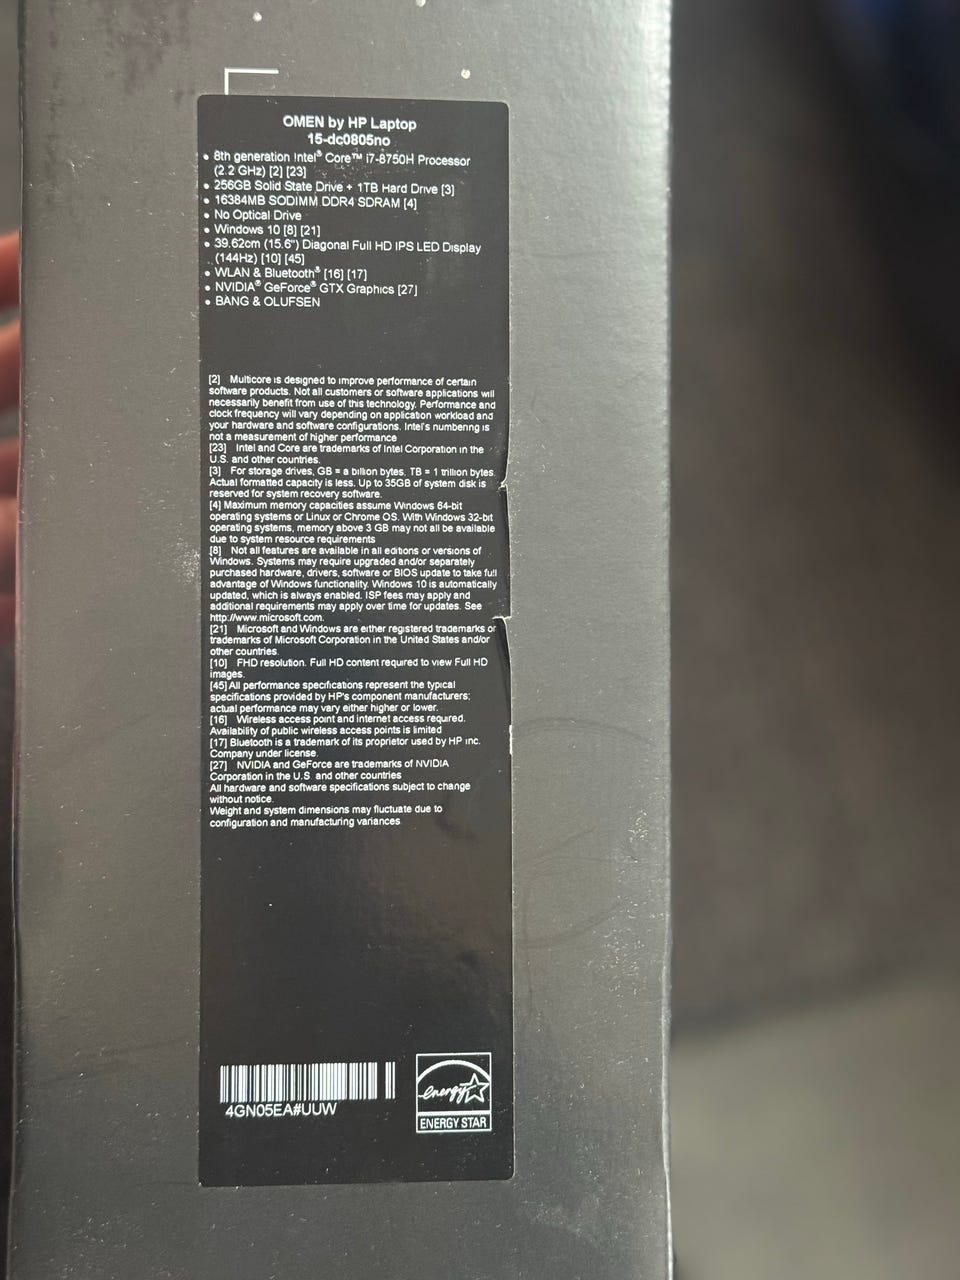 OMEN by HP Laptop
15-dc0805no
• 8th generation Intel® Core™ i7-8750H Processor
(2.2 GHz) [2] [23]
• 256GB Solid State Drive + 1TB Hard Drive [3]
• 16384MB SODIMM DDR4 SDRAM [4]
• No Optical Drive
• Windows 10 [8] [21]
• 39.62cm (15.6") Diagonal Full HD IPS LED Display
(144Hz) [10] [45]
• WLAN & Bluetooth® [16] [17]
• NVIDIA® GeForce® GTX Graphics [27]
• BANG & OLUFSEN
[2] Multicore is designed to improve performance of certain
software products. Not all customers or software applications will
necessarily benefit from use of this technology. Performance and
clock frequency will vary depending on application workload and
your hardware and software configurations. Intel's numbering is
not a measurement of higher performance
[23] Intel and Core are trademarks of Intel Corporation in the
U.S. and other countries.
[3] For storage drives, GB = a billion bytes. TB = 1 trillion bytes.
Actual formatted capacity is less. Up to 35GB of system disk is
reserved for system recovery software.
[4] Maximum memory capacities assume Windows 64-bit
operating systems or Linux or Chrome OS. With Windows 32-bit
operating systems, memory above 3 GB may not all be available
due to system resource requirements
[8] Not all features are available in all editions or versions of
Windows. Systems may require upgraded and/or separately
purchased hardware, drivers, software or BIOS update to take full
advantage of Windows functionality. Windows 10 is automatically
updated, which is always enabled. ISP fees may apply and
additional requirements may apply over time for updates. See
http://www.microsoft.com.
[21] Microsoft and Windows are either registered trademarks or
trademarks of Microsoft Corporation in the United States and/or
other countries.
[10] FHD resolution. Full HD content required to view Full HD
images.
[45] All performance specifications represent the typical
specifications provided by HP's component manufacturers;
actual performance may vary either higher or lower.
[16] Wireless access point and internet access required.
Availability of public wireless access points is limited
[17] Bluetooth is a trademark of its proprietor used by HP inc.
Company under license.
[27] NVIDIA and GeForce are trademarks of NVIDIA
Corporation in the U.S. and other countries
All hardware and software specifications subject to change
without notice.
Weight and system dimensions may fluctuate due to
configuration and manufacturing variances
4GN05EA#UUW
energy
ENERGY STAR